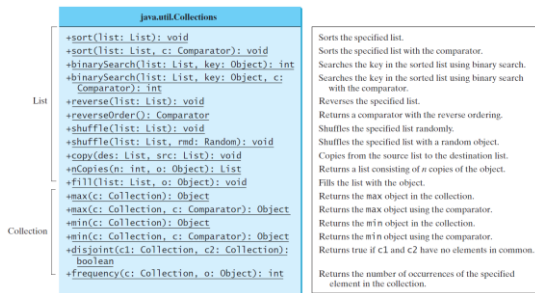 java.util.Collections
List
+sort(list: List): void
+sort(list: List, c: Comparator): void
+binarySearch(list: List, key: Object): int
+binarySearch(list: List, key: Object, c:
Comparator): int
+reverse(list: List): void
+reverseOrder(): Comparator
+shuffle(list: List): void
+shuffle(list: List, rmd: Random): void
+copy(des: List, src: List): void
+nCopies(n: int, o: Object): List
+fill(list: List, o: Object): void
Collection
+max(c: Collection): Object
+max(c: Collection, c: Comparator): Object
+min(c: Collection): Object
+min(c: Collection, c: Comparator): Object
+disjoint(c1: Collection, c2: Collection):
boolean
+frequency(c: Collection, o: Object): int
Sorts the specified list.
Sorts the specified list with the comparator.
Searches the key in the sorted list using binary search.
Searches the key in the sorted list using binary search
with the comparator.
Reverses the specified list.
Returns a comparator with the reverse ordering.
Shuffles the specified list randomly.
Shuffles the specified list with a random object.
Copies from the source list to the destination list.
Returns a list consisting of n copies of the object.
Fills the list with the object.
Returns the max object in the collection.
Returns the max object using the comparator.
Returns the min object in the collection.
Returns the min object using the comparator.
Returns true if c1 and c2 have no elements in common.
Returns the number of occurrences of the specified
element in the collection.